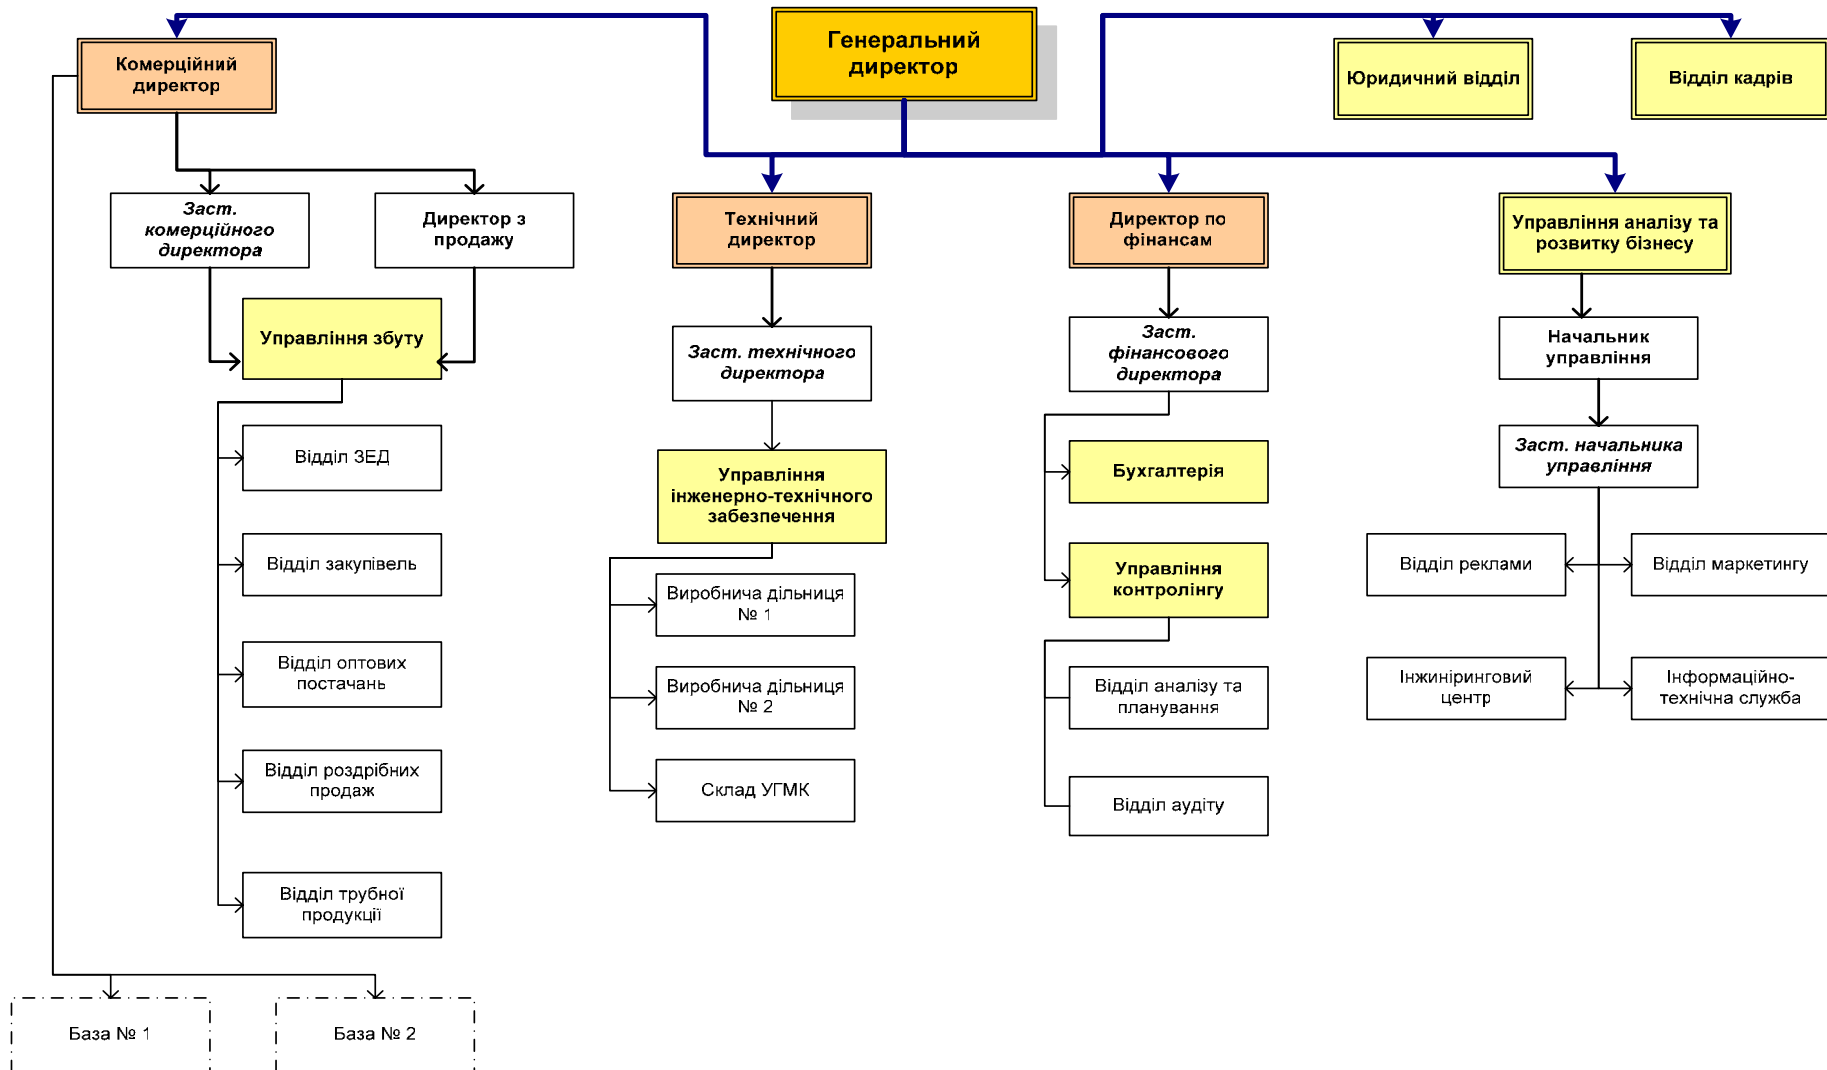 Генеральний
директор
Комерційний
директор
Юридичний відділ
Відділ кадрів
Заст.
комерційного
директора
Директор з
продажу
Технічний
директор
Директор по
фінансам
Управління аналізу та
розвитку бізнесу
Управління збуту
Заст. технічного
директора
Заст.
фінансового
директора
Начальник
управління
Відділ ЗЕД
Управління
інженерно-технічного
забезпечення
Бухгалтерія
Заст. начальника
управління
Відділ закупівель
Виробнича дільниця
№ 1
Управління
контролінгу
Відділ реклами
Відділ маркетингу
Відділ оптових
постачань
Виробнича дільниця
№ 2
Відділ аналізу та
планування
Інжиніринговий
центр
Інформаційно-
технічна служба
Відділ роздрібних
продаж
Склад УГМК
Відділ аудіту
Відділ трубної
продукції
База № 1
База № 2